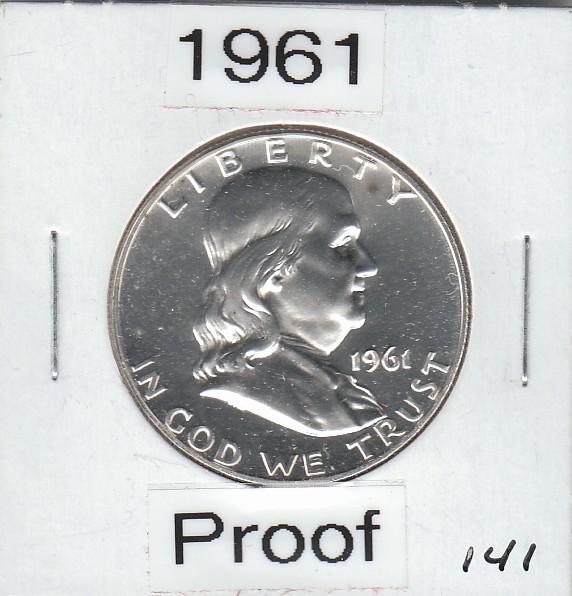 1961
LIBERTY
1961
IN GOD WE TRUST
Proof
141